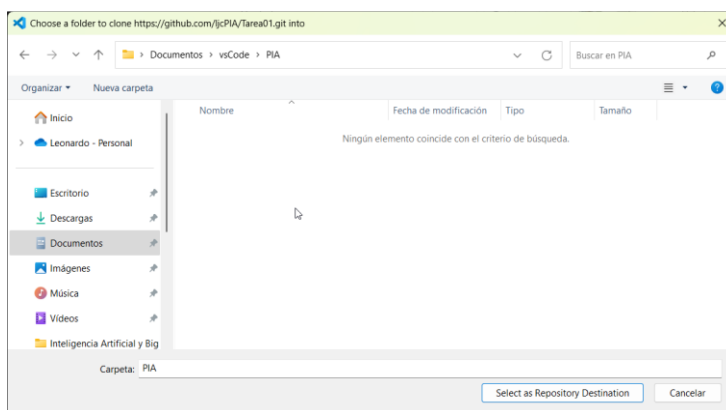 Choose a folder to clone https://github.com/ljcPIA/Tarea01.git into
Documentos > vsCode > PIA
Buscar en PIA
Organizar
Nueva carpeta
Nombre
Fecha de modificación
Tipo
Tamaño
Inicio
Ningún elemento coincide con el criterio de búsqueda.
Leonardo - Personal
Escritorio
Descargas
Documentos
Imágenes
Música
Vídeos
Inteligencia Artificial y Big
Carpeta: PIA
Select as Repository Destination
Cancelar